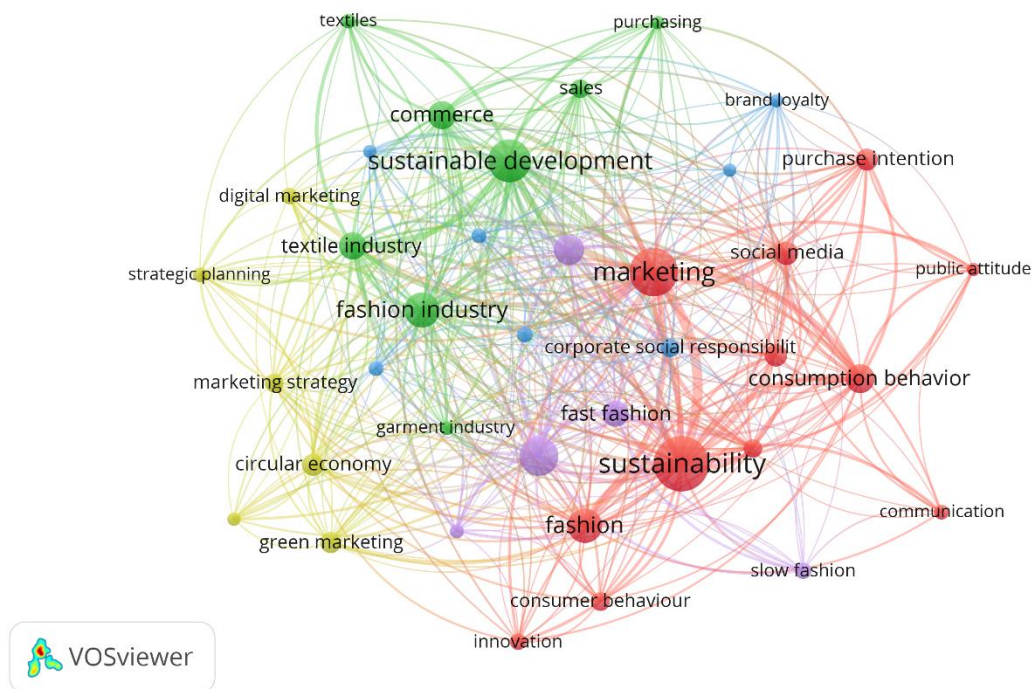 textiles
purchasing
sales
brand loyalty
commerce
sustainable development
purchase intention
digital marketing
textile industry
social media
strategic planning
marketing
public attitude
fashion industry
corporate social responsibilit
marketing strategy
consumption behavior
fast fashion
garment industry
circular economy
sustainability
communication
fashion
green marketing
slow fashion
consumer behaviour
innovation
VOSviewer